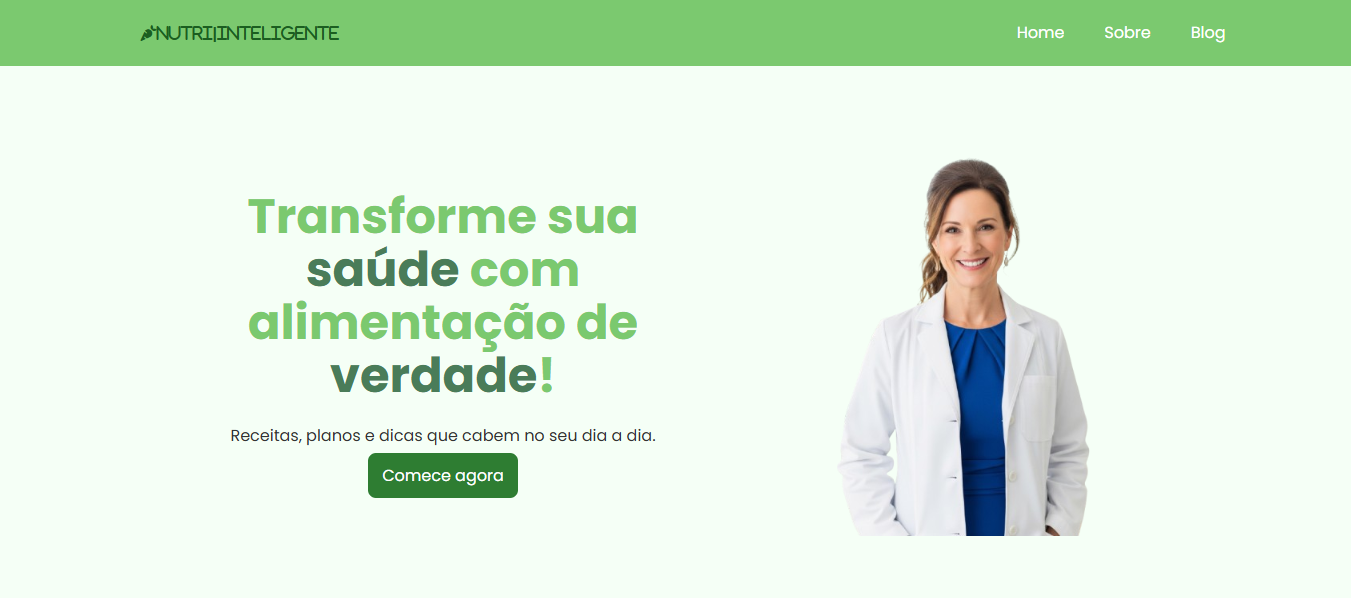 NUTRI|INTELIGENTE
Home
Sobre
Blog
Transforme sua
saúde com
alimentação de
verdade!
Receitas, planos e dicas que cabem no seu dia a dia.
Comece agora